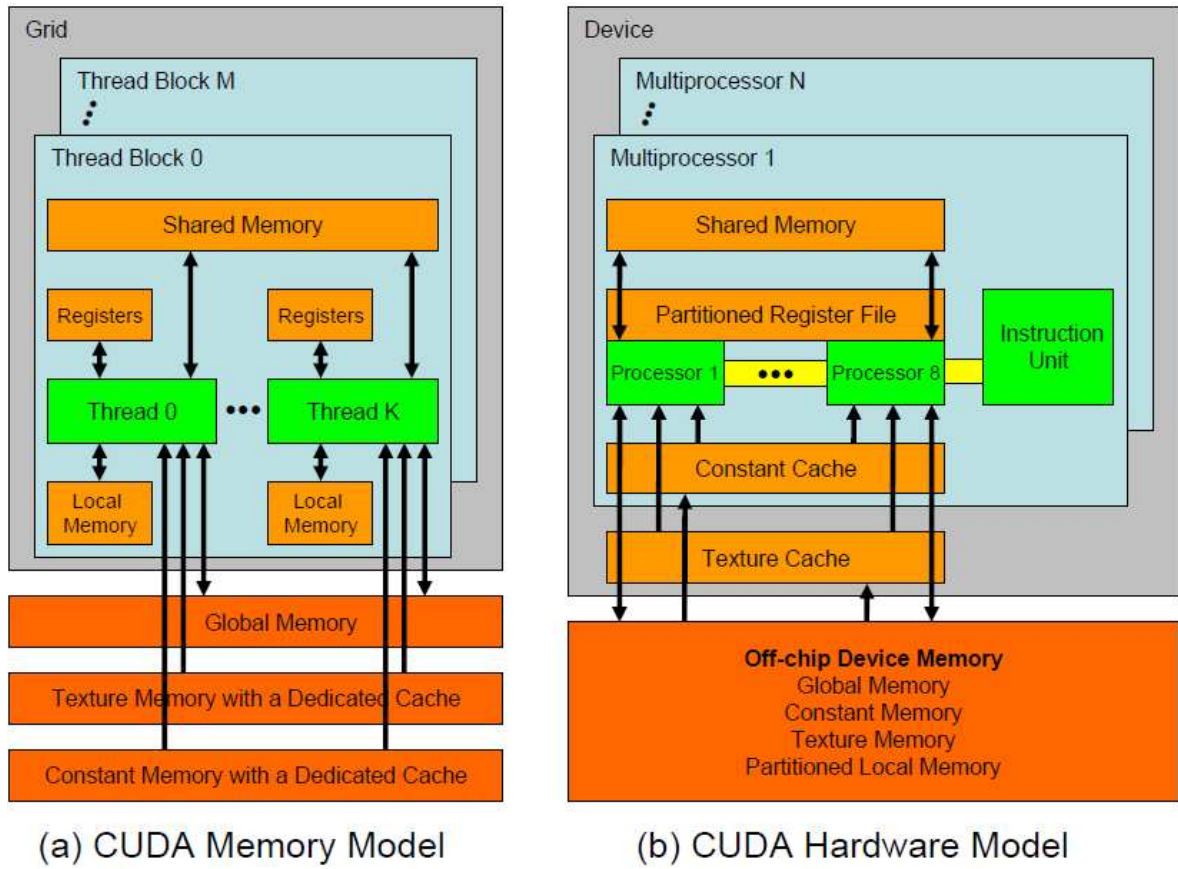 Grid
Thread Block M
Thread Block 0
Shared Memory
Registers
Registers
Thread 0
Thread K
Local
Memory
Local
Memory
Global Memory
Texture Memory with a Dedicated Cache
Constant Memory with a Dedicated Cache
(a) CUDA Memory Model
Device
Multiprocessor N
Multiprocessor 1
Shared Memory
Partitioned Register File
Instruction
Unit
Processor 1
Processor 8
Constant Cache
Texture Cache
Off-chip Device Memory
Global Memory
Constant Memory
Texture Memory
Partitioned Local Memory
(b) CUDA Hardware Model